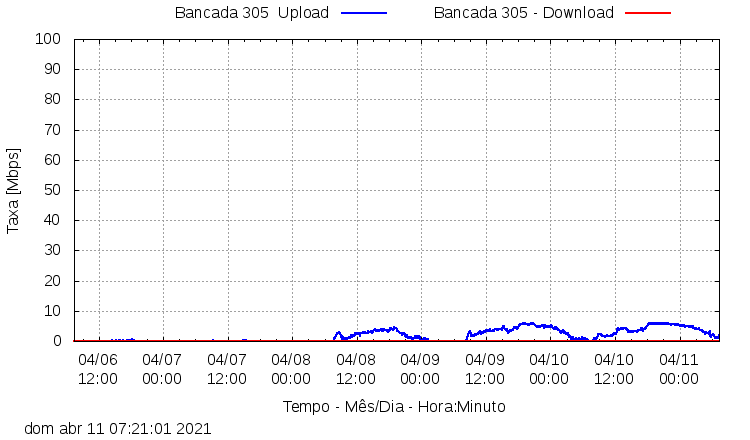 Bancada 305  Upload
Bancada 305 - Download
100
90
80
70
60
50
40
30
20
10
0
Taxa [Mbps]
04/06 04/07 04/07 04/08 04/08 04/09 04/09 04/10 04/10 04/11
12:00 00:00 12:00 00:00 12:00 00:00 12:00 00:00 12:00 00:00
Tempo - Mês/Dia - Hora:Minuto
dom abr 11 07:21:01 2021